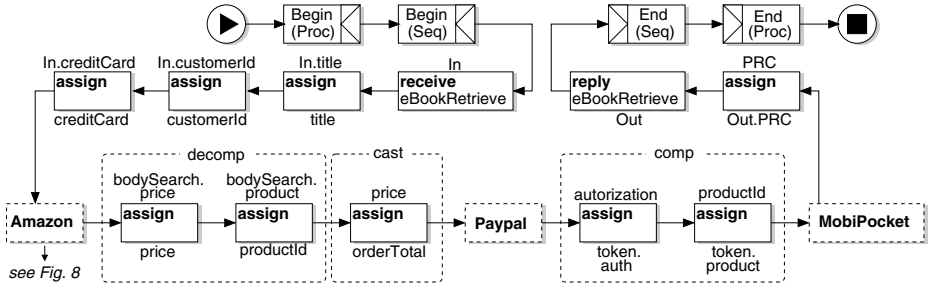 Begin
(Proc)
Begin
(Seq)
End
(Seq)
End
(Proc)
In.creditCard
assign
creditCard
In.customerId
assign
customerId
In.title
assign
title
In
receive
eBookRetrieve
reply
eBookRetrieve
Out
PRC
assign
Out.PRC
decomp
cast
comp
Amazon
see Fig. 8
bodySearch.
price
assign
price
bodySearch.
product
assign
productId
price
assign
orderTotal
Paypal
autorization
assign
token.
auth
productId
assign
token.
product
MobiPocket